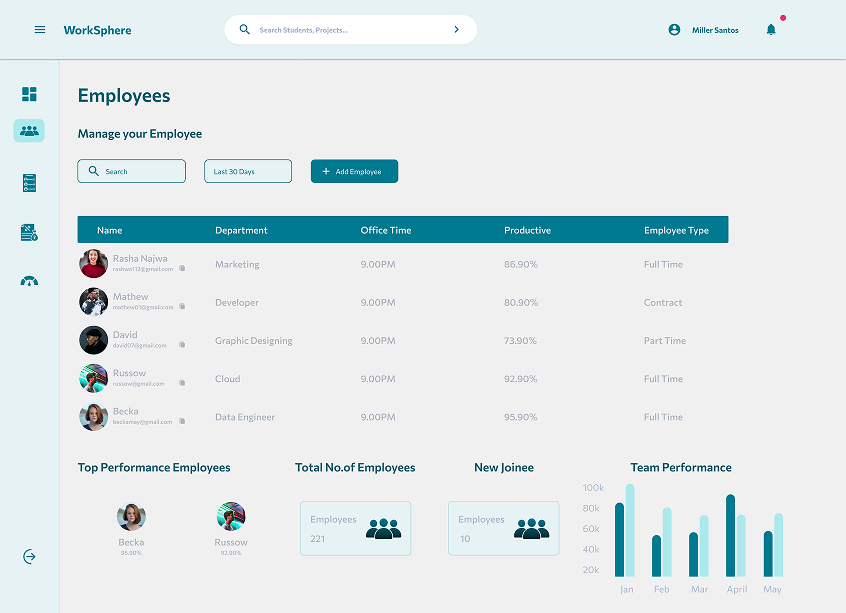 WorkSphere
Search Students, Projects...
Miller Santos
Employees
Manage your Employee
Search
Last 30 Days
+ Add Employee
Name Department Office Time Productive Employee Type
Rasha Najwa
rashwa112@gmail.com
Marketing 9.00PM 86.90% Full Time
Mathew
mathew01@gmail.com
Developer 9.00PM 80.90% Contract
David
david07@gmail.com
Graphic Designing 9.00PM 73.90% Part Time
Russow
russow@gmail.com
Cloud 9.00PM 92.90% Full Time
Becka
beckamay@gmail.com
Data Engineer 9.00PM 95.90% Full Time
Top Performance Employees
Becka
95.90%
Russow
92.90%
Total No.of Employees
Employees
221
New Joinee
Employees
10
Team Performance
100k
80k
60k
40k
20k
Jan Feb Mar April May